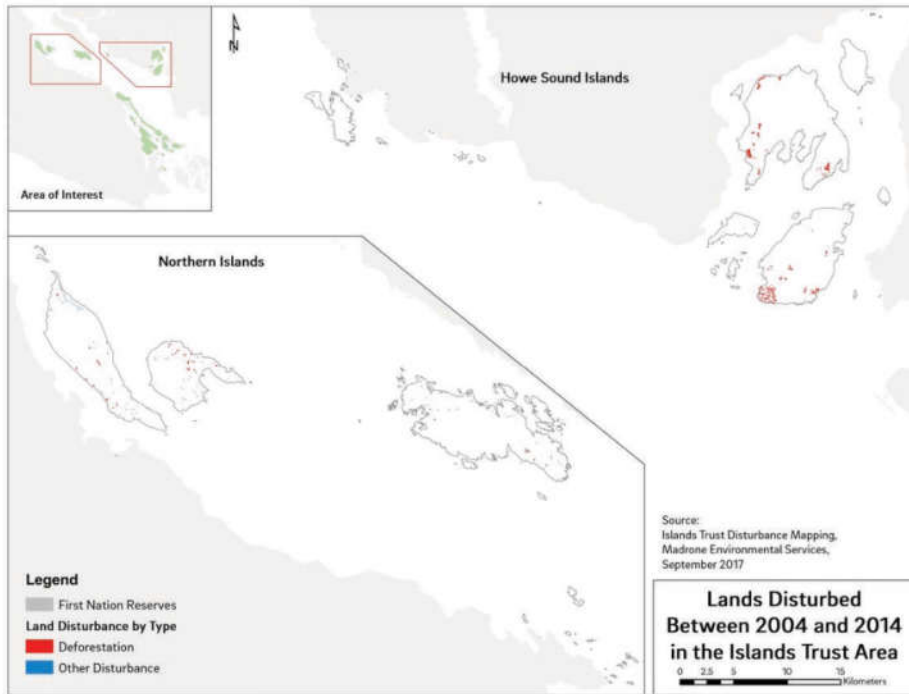 N
Howe Sound Islands
Area of Interest
Northern Islands
Source:
Islands Trust Disturbance Mapping,
Madrone Environmental Services,
September 2017
Legend
First Nation Reserves
Land Disturbance by Type
Deforestation
Other Disturbance
Lands Disturbed
Between 2004 and 2014
in the Islands Trust Area
0 2.5 5 10 15
Kilometers